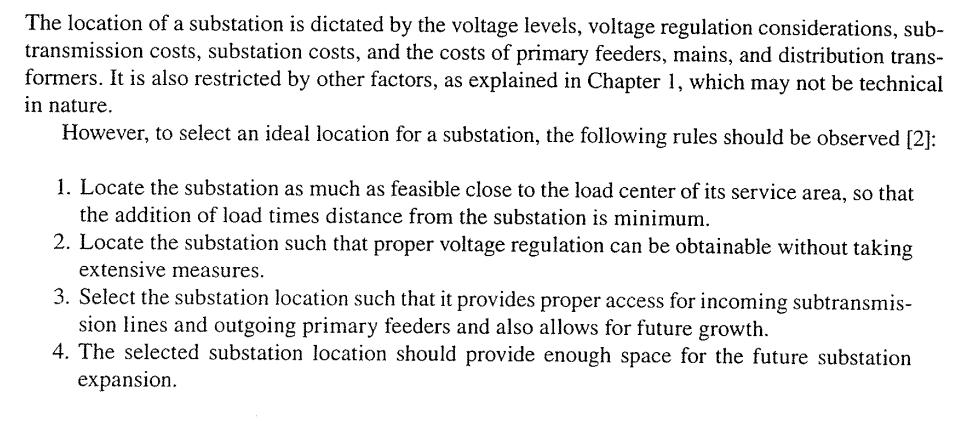 The location of a substation is dictated by the voltage levels, voltage regulation considerations, sub-
transmission costs, substation costs, and the costs of primary feeders, mains, and distribution trans-
formers. It is also restricted by other factors, as explained in Chapter 1, which may not be technical
in nature.
However, to select an ideal location for a substation, the following rules should be observed [2]:
1. Locate the substation as much as feasible close to the load center of its service area, so that
the addition of load times distance from the substation is minimum.
2. Locate the substation such that proper voltage regulation can be obtainable without taking
extensive measures.
3. Select the substation location such that it provides proper access for incoming subtransmis-
sion lines and outgoing primary feeders and also allows for future growth.
4. The selected substation location should provide enough space for the future substation
expansion.